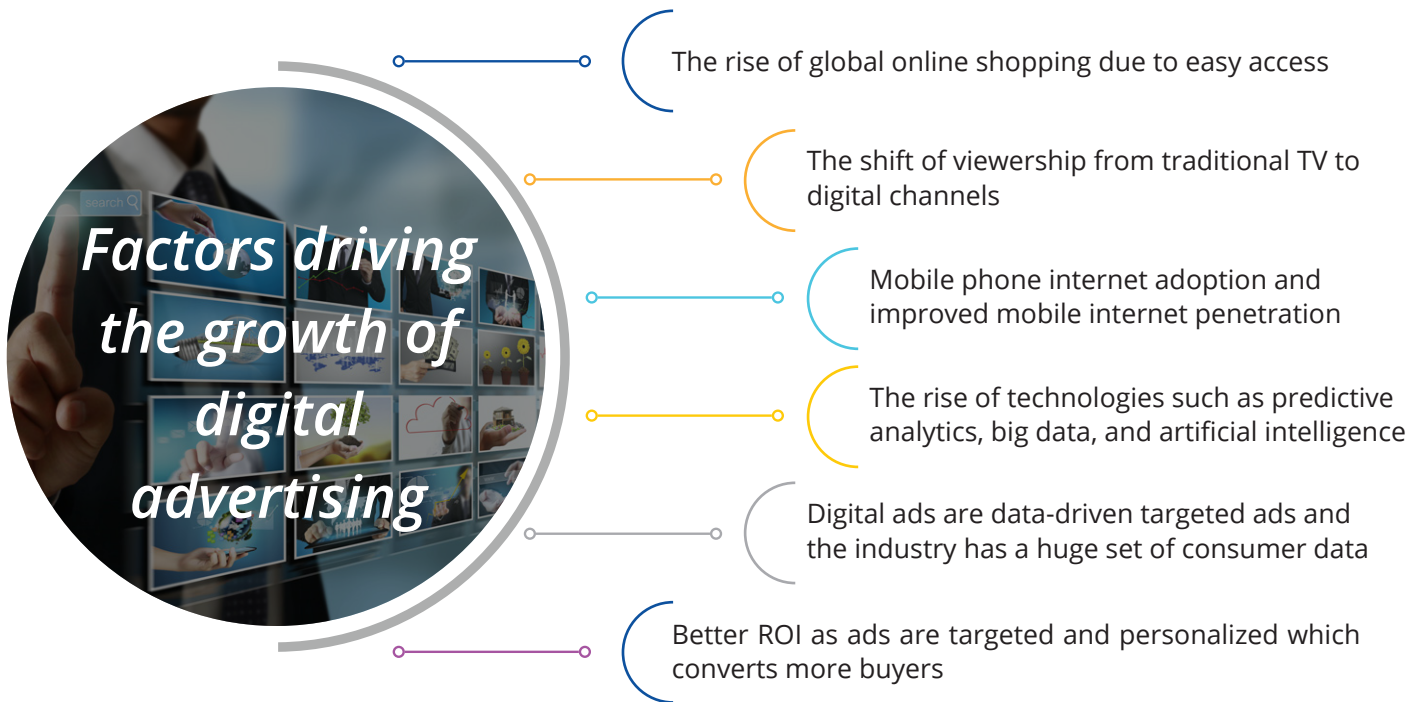 search
Factors driving
the growth of
digital
advertising
The rise of global online shopping due to easy access
The shift of viewership from traditional TV to
digital channels
Mobile phone internet adoption and
improved mobile internet penetration
The rise of technologies such as predictive
analytics, big data, and artificial intelligence
Digital ads are data-driven targeted ads and
the industry has a huge set of consumer data
Better ROI as ads are targeted and personalized which
converts more buyers